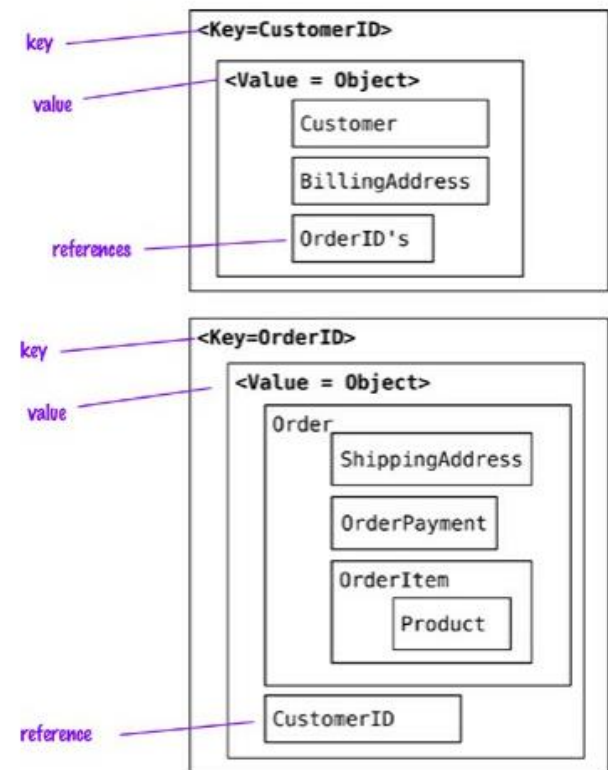 key
<Key=CustomerID>
value
<Value = Object>
Customer
BillingAddress
references
OrderID's
key
<Key=OrderID>
value
<Value = Object>
Order
ShippingAddress
OrderPayment
OrderItem
Product
reference
CustomerID